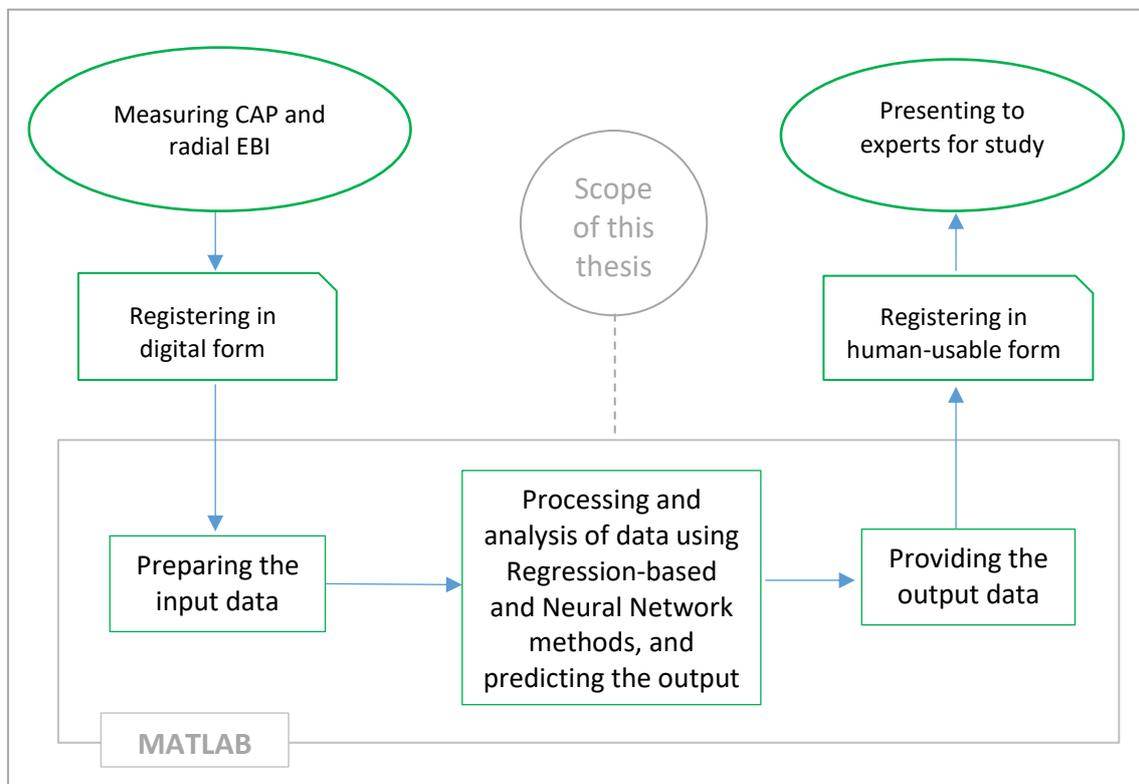 Measuring CAP and
radial EBI
Registering in
digital form
Preparing the
input data
Processing and
analysis of data using
Regression-based
and Neural Network
methods, and
predicting the output
Providing the
output data
Registering in
human-usable form
Presenting to
experts for study
Scope
of this
thesis
MATLAB